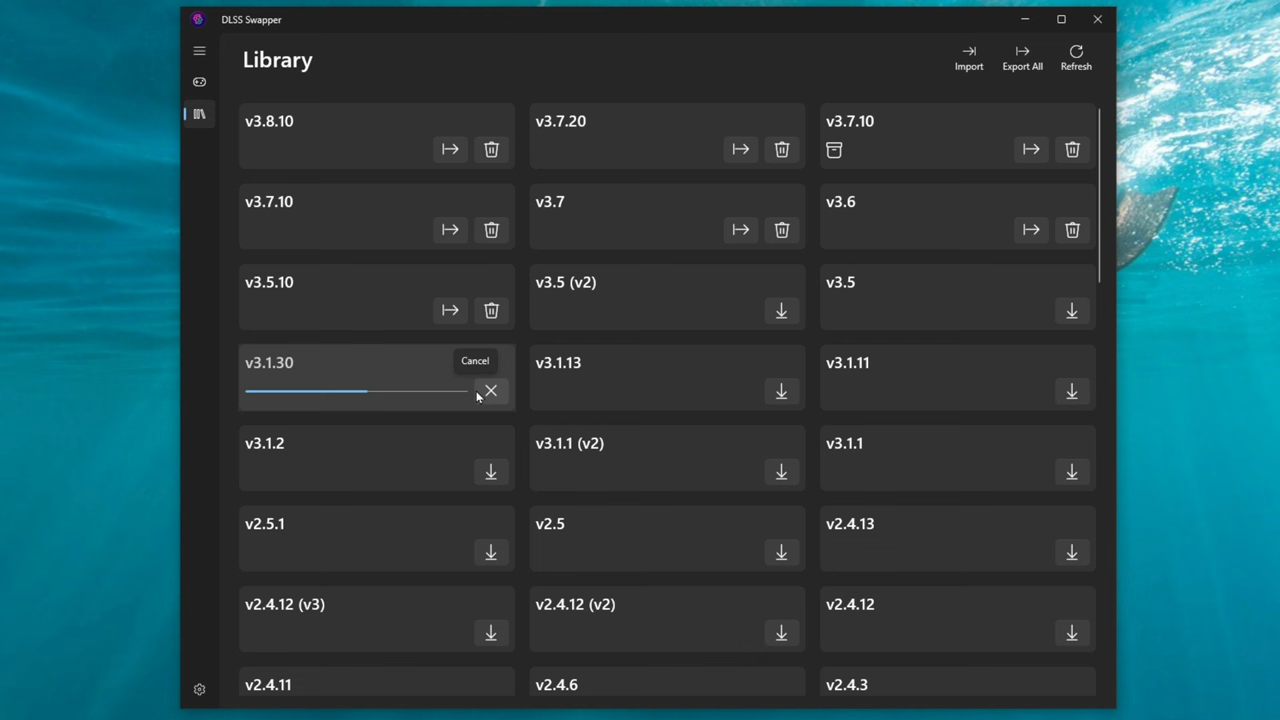 DLSS Swapper
Library
Import
Export All
Refresh
v3.8.10
v3.7.20
v3.7.10
v3.7.10
v3.7
v3.6
v3.5.10
v3.5 (v2)
v3.5
v3.1.30
Cancel
v3.1.13
v3.1.11
v3.1.2
v3.1.1 (v2)
v3.1.1
v2.5.1
v2.5
v2.4.13
v2.4.12 (v3)
v2.4.12 (v2)
v2.4.12
v2.4.11
v2.4.6
v2.4.3